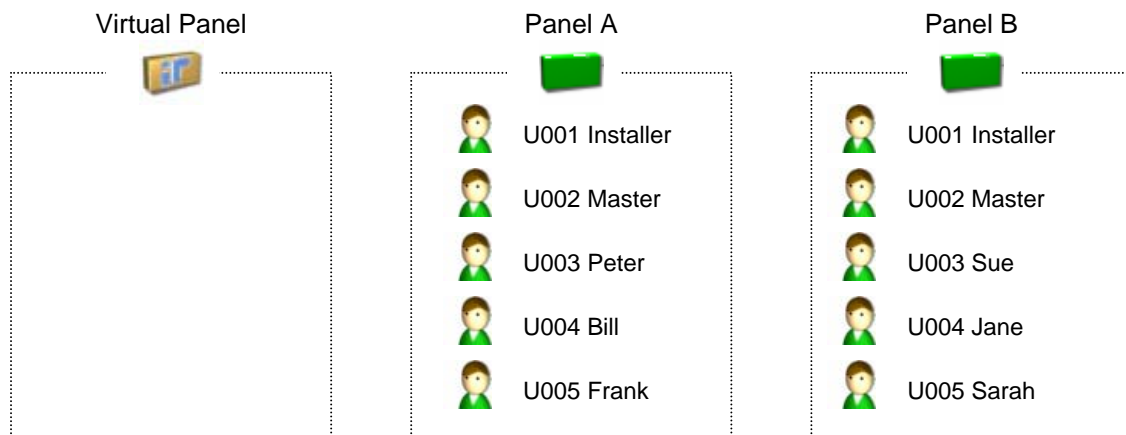 Virtual Panel
Panel A
Panel B
ir
U001 Installer
U002 Master
U003 Peter
U004 Bill
U005 Frank
U001 Installer
U002 Master
U003 Sue
U004 Jane
U005 Sarah